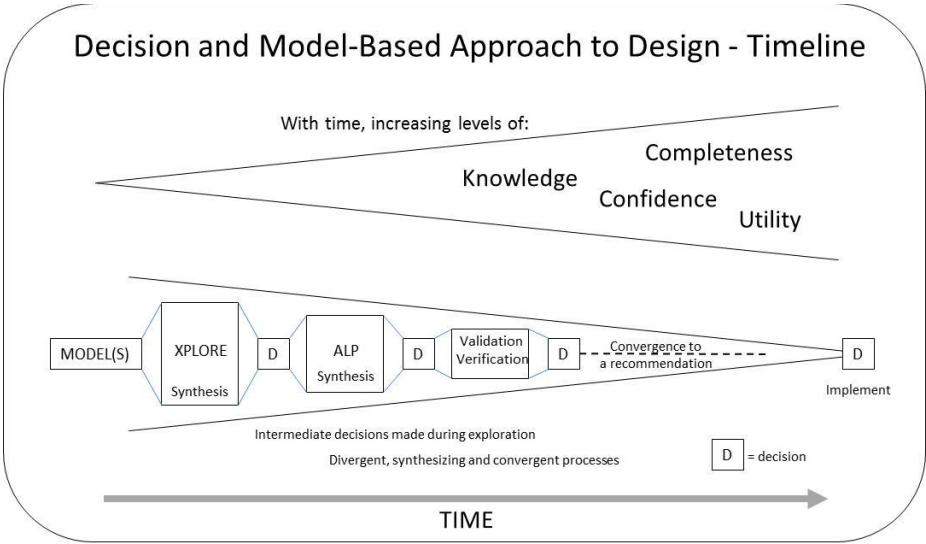 Decision and Model-Based Approach to Design - Timeline
With time, increasing levels of:
Completeness
Knowledge
Confidence
Utility
MODEL(S)
XPLORE
Synthesis
D
ALP
Synthesis
D
Validation
Verification
D
Convergence to
a recommendation
D
Implement
Intermediate decisions made during exploration
Divergent, synthesizing and convergent processes
D = decision
TIME